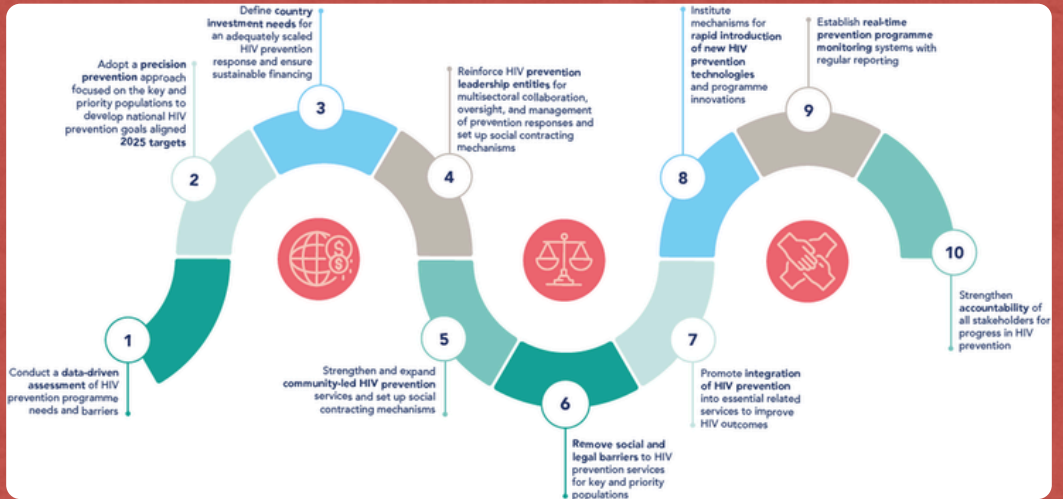 1
Conduct a data-driven
assessment of HIV
prevention programme
needs and barriers
2
Adopt a precision
prevention approach
focused on the key and
priority populations to
develop national HIV
prevention goals aligned
2025 targets
3
Define country
investment needs for
an adequately scaled
HIV prevention
response and ensure
sustainable financing
4
Reinforce HIV prevention
leadership entities for
multisectoral collaboration,
oversight, and management
of prevention responses and
set up social contracting
mechanisms
5
Strengthen and expand
community-led HIV prevention
services and set up social
contracting mechanisms
6
Remove social and
legal barriers to HIV
prevention services
for key and priority
populations
7
Promote integration
of HIV prevention
into essential related
services to improve
HIV outcomes
8
Institute
mechanisms for
rapid introduction
of new HIV
prevention
technologies
and programme
innovations
9
Establish real-time
prevention programme
monitoring systems with
regular reporting
10
Strengthen
accountability of
all stakeholders for
progress in HIV
prevention
$
$